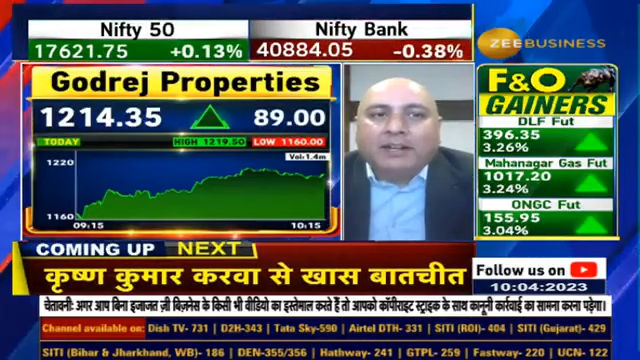 Nifty 50
17621.75 +0.13%
Nifty Bank
40884.05 -0.38%
ZEE BUSINESS
Godrej Properties
1214.35 89.00
TODAY HIGH 1219.50 LOW 1160.00
Vol:1.4m
1220
1160
09:15 10:15
F&O
GAINERS
DLF Fut
396.35
3.26%
Mahanagar Gas Fut
1017.20
3.24%
ONGC Fut
155.95
3.04%
COMING UP NEXT
कृष्ण कुमार करवा से खास बातचीत
Follow us on
10:04:2023
चेतावनी: अगर आप बिना इजाजत ज़ी बिज़नेस के किसी भी वीडियो का इस्तेमाल करते हैं तो आपको कॉपीराइट स्ट्राइक के साथ कानूनी कार्रवाई का सामना करना पड़ेगा.
Channel available on: Dish TV- 731 | D2H-343 | Tata Sky-590 | Airtel DTH- 331 | SITI (ROI) - 404 | SITI (Gujarat) - 429
SITI (Bihar & Jharkhand, WB)- 186 | DEN-355/356 | Hathway- 241 | GTPL- 259 | Fastway- 220 | UCN- 122